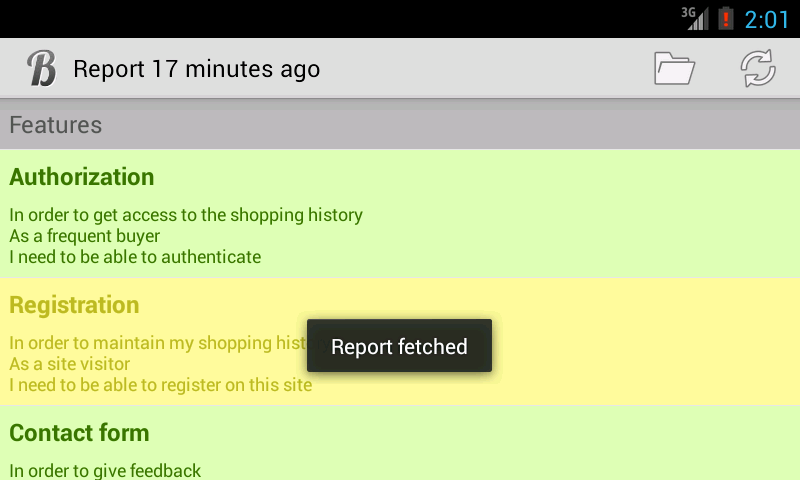 3G
2:01
B
Report 17 minutes ago
Features
Authorization
In order to get access to the shopping history
As a frequent buyer
I need to be able to authenticate
Registration
In order to maintain my shopping hist
Report fetched
As a site visitor
I need to be able to register on this site
Contact form
In order to give feedback